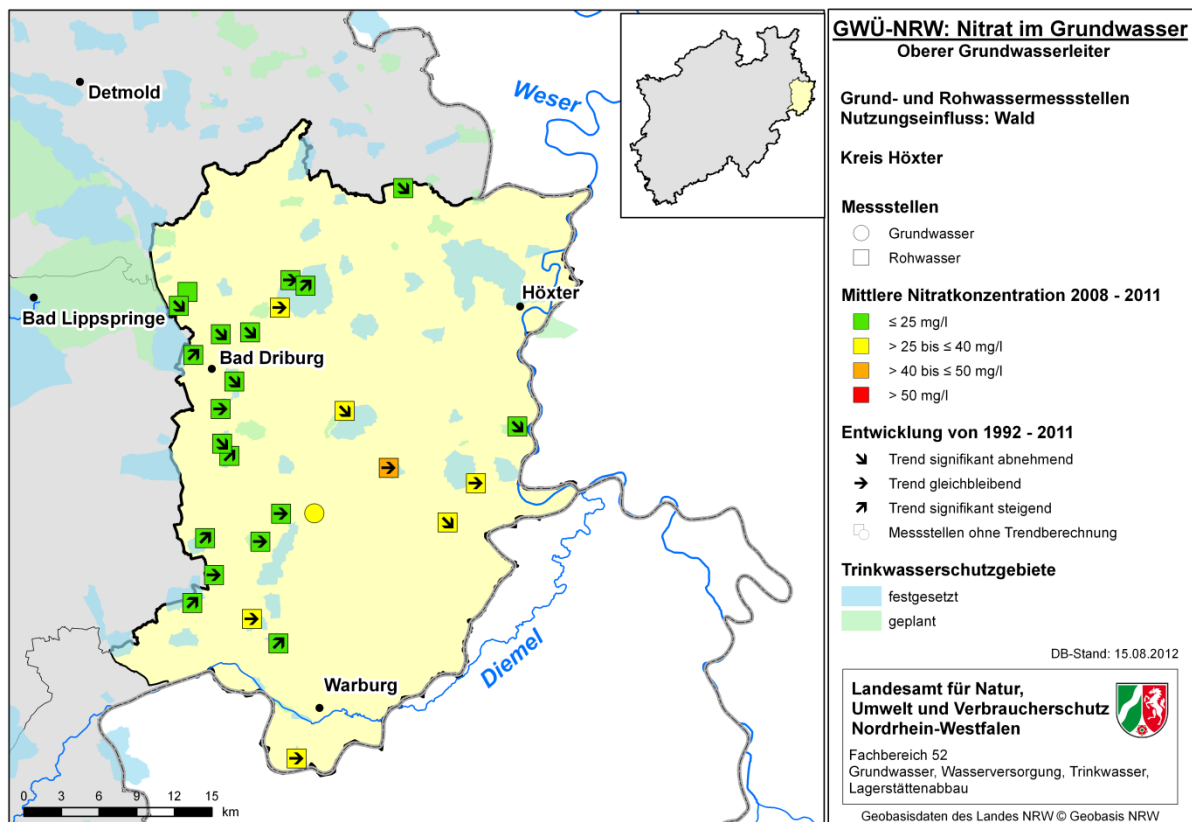 Detmold
Weser
Höxter
Bad Lippspringe
Bad Driburg
Diemel
Warburg
0 3 6 9 12 15
km
GWÜ-NRW: Nitrat im Grundwasser
Oberer Grundwasserleiter
Grund- und Rohwassermessstellen
Nutzungseinfluss: Wald
Kreis Höxter
Messstellen
Grundwasser
Rohwasser
Mittlere Nitratkonzentration 2008 - 2011
≤ 25 mg/l
> 25 bis ≤ 40 mg/l
> 40 bis ≤ 50 mg/l
> 50 mg/l
Entwicklung von 1992 - 2011
Trend signifikant abnehmend
Trend gleichbleibend
Trend signifikant steigend
Messstellen ohne Trendberechnung
Trinkwasserschutzgebiete
festgesetzt
geplant
DB-Stand: 15.08.2012
Landesamt für Natur,
Umwelt und Verbraucherschutz
Nordrhein-Westfalen
Fachbereich 52
Grundwasser, Wasserversorgung, Trinkwasser,
Lagerstättenabbau
Geobasisdaten des Landes NRW © Geobasis NRW